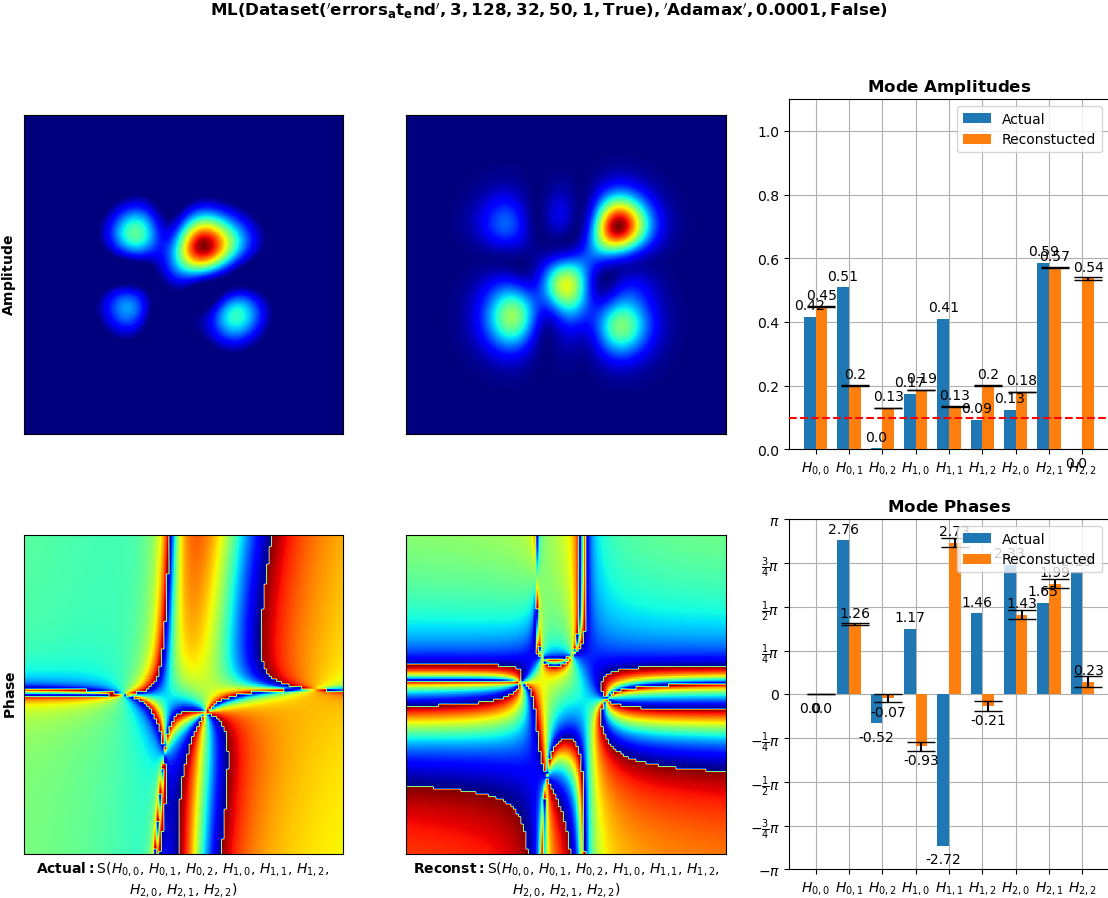 ML(Dataset('errors_at_end', 3, 128, 32, 50, 1, True), 'Adamax', 0.0001, False)
Amplitude
Mode Amplitudes
Actual
Reconstucted
1.0
0.8
0.6
0.4
0.2
0.0
0.42 0.45 0.51 0.2 0.0 0.13 0.17 0.19 0.41 0.13 0.09 0.2 0.13 0.18 0.59 0.57 0.0 0.54
H0,0 H0,1 H0,2 H1,0 H1,1 H1,2 H2,0 H2,1 H2,2
Phase
Mode Phases
Actual
Reconstucted
π
3/4π
1/2π
1/4π
0
−1/4π
−1/2π
−3/4π
−π
0.0 0.0 2.76 1.26 -0.52 -0.07 1.17 -0.93 -2.72 2.73 1.46 -0.21 2.33 1.43 1.65 1.99 0.23
H0,0 H0,1 H0,2 H1,0 H1,1 H1,2 H2,0 H2,1 H2,2
Actual: S(H0,0, H0,1, H0,2, H1,0, H1,1, H1,2,
H2,0, H2,1, H2,2)
Reconst: S(H0,0, H0,1, H0,2, H1,0, H1,1, H1,2,
H2,0, H2,1, H2,2)